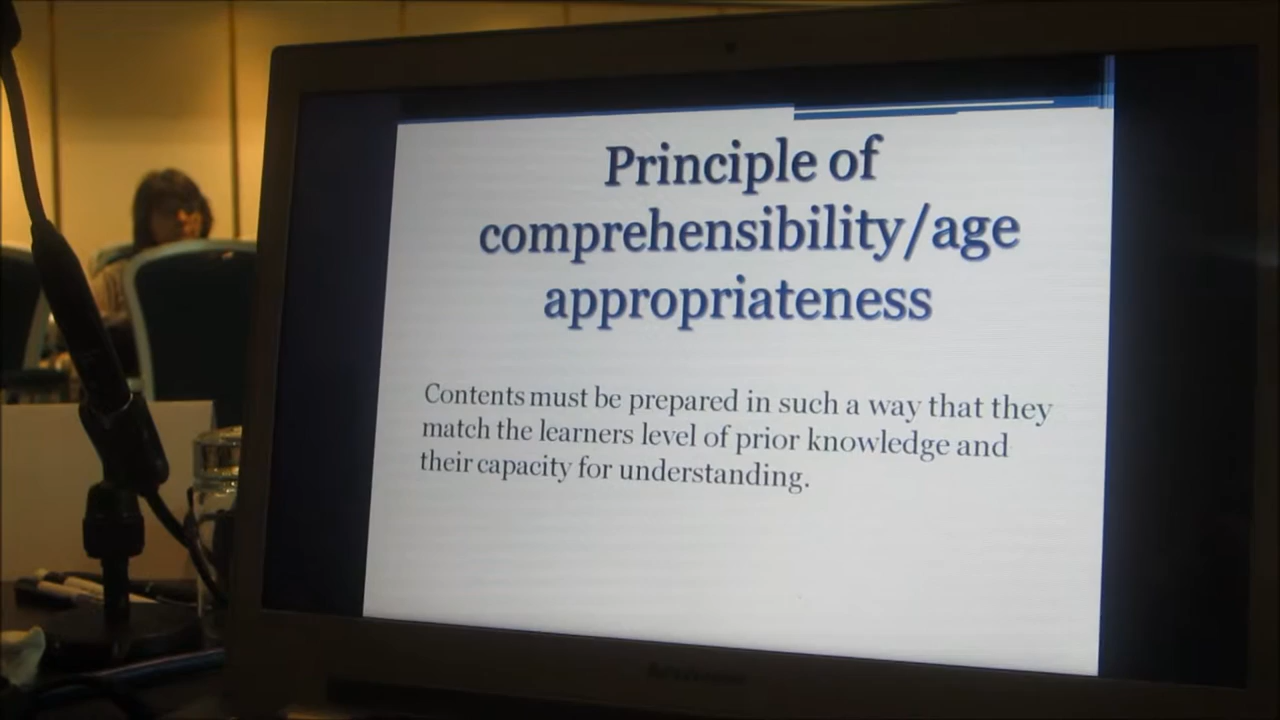 Principle of
comprehensibility/age
appropriateness
Contents must be prepared in such a way that they
match the learners level of prior knowledge and
their capacity for understanding.